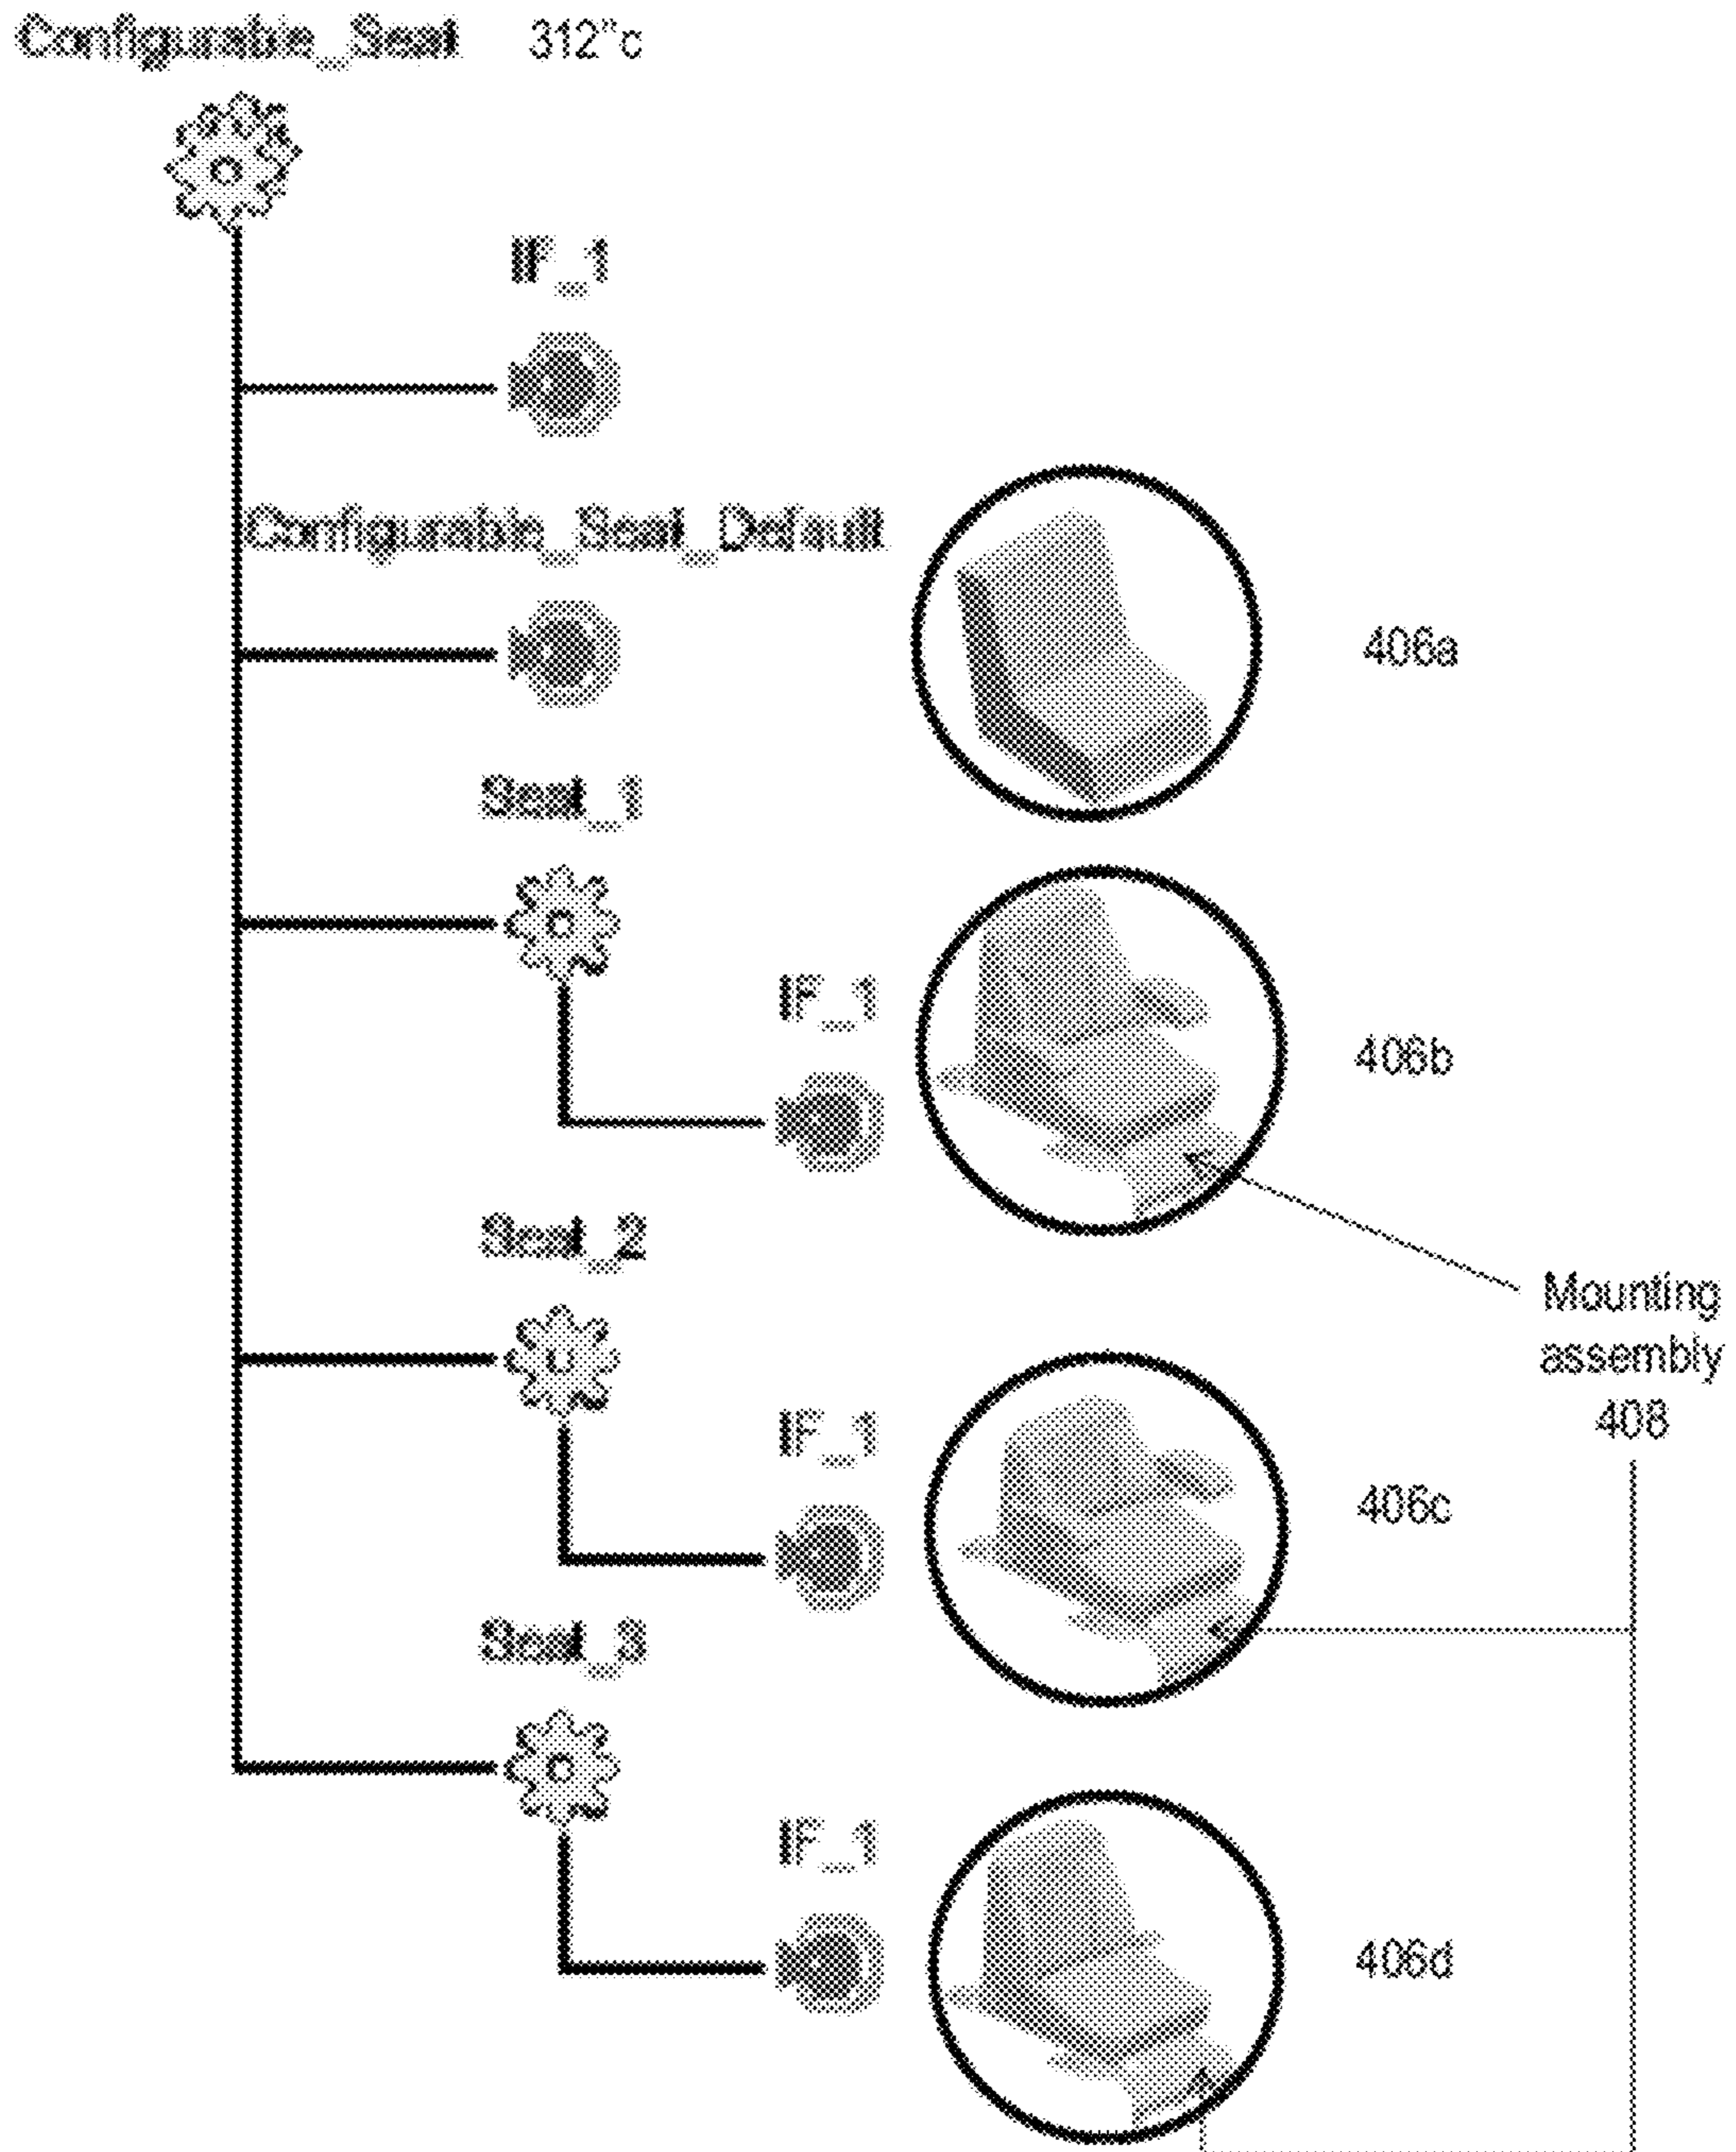 Configurable_Seat 312"c
IF_1
Configurable_Seat_Default
406a
Seat_1
IF_1
406b
Seat_2
Mounting
assembly
408
IF_1
406c
Seat_3
IF_1
406d